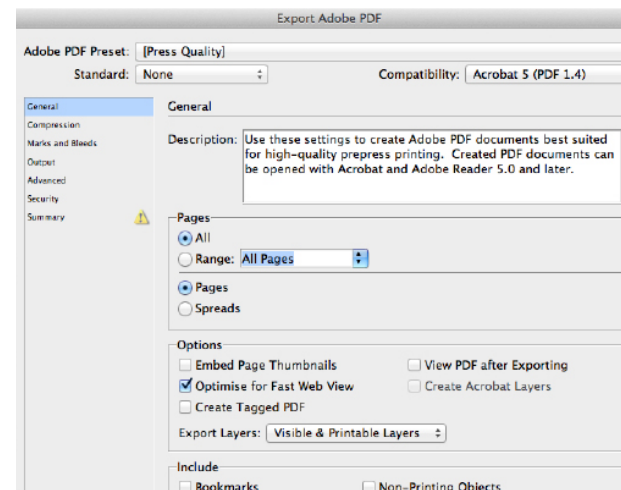 Export Adobe PDF
Adobe PDF Preset: [Press Quality]
Standard: None Compatibility: Acrobat 5 (PDF 1.4)
General
Compression
Marks and Bleeds
Output
Advanced
Security
Summary
General
Description: Use these settings to create Adobe PDF documents best suited
for high-quality prepress printing. Created PDF documents can
be opened with Acrobat and Adobe Reader 5.0 and later.
Pages
All
Range: All Pages
Pages
Spreads
Options
Embed Page Thumbnails View PDF after Exporting
Optimise for Fast Web View Create Acrobat Layers
Create Tagged PDF
Export Layers: Visible & Printable Layers
Include
Bookmarks Non-Printing Objects